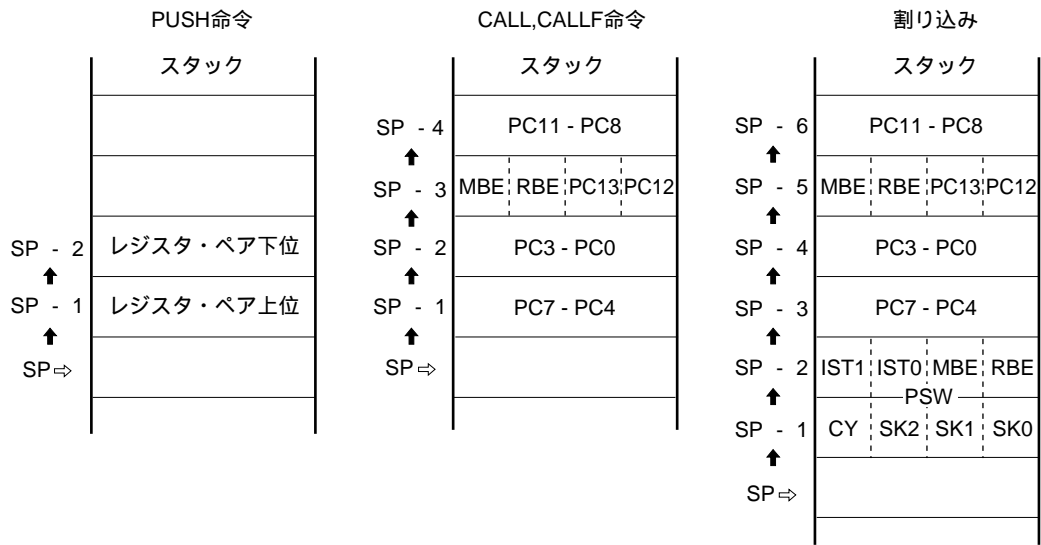 PUSH命令
スタック
SP - 2 レジスタ・ペア下位
SP - 1 レジスタ・ペア上位
SP⇨
CALL,CALLF命令
スタック
SP - 4 PC11 - PC8
SP - 3 MBE RBE PC13 PC12
SP - 2 PC3 - PC0
SP - 1 PC7 - PC4
SP⇨
割り込み
スタック
SP - 6 PC11 - PC8
SP - 5 MBE RBE PC13 PC12
SP - 4 PC3 - PC0
SP - 3 PC7 - PC4
SP - 2 IST1 IST0 MBE RBE
PSW
SP - 1 CY SK2 SK1 SK0
SP⇨